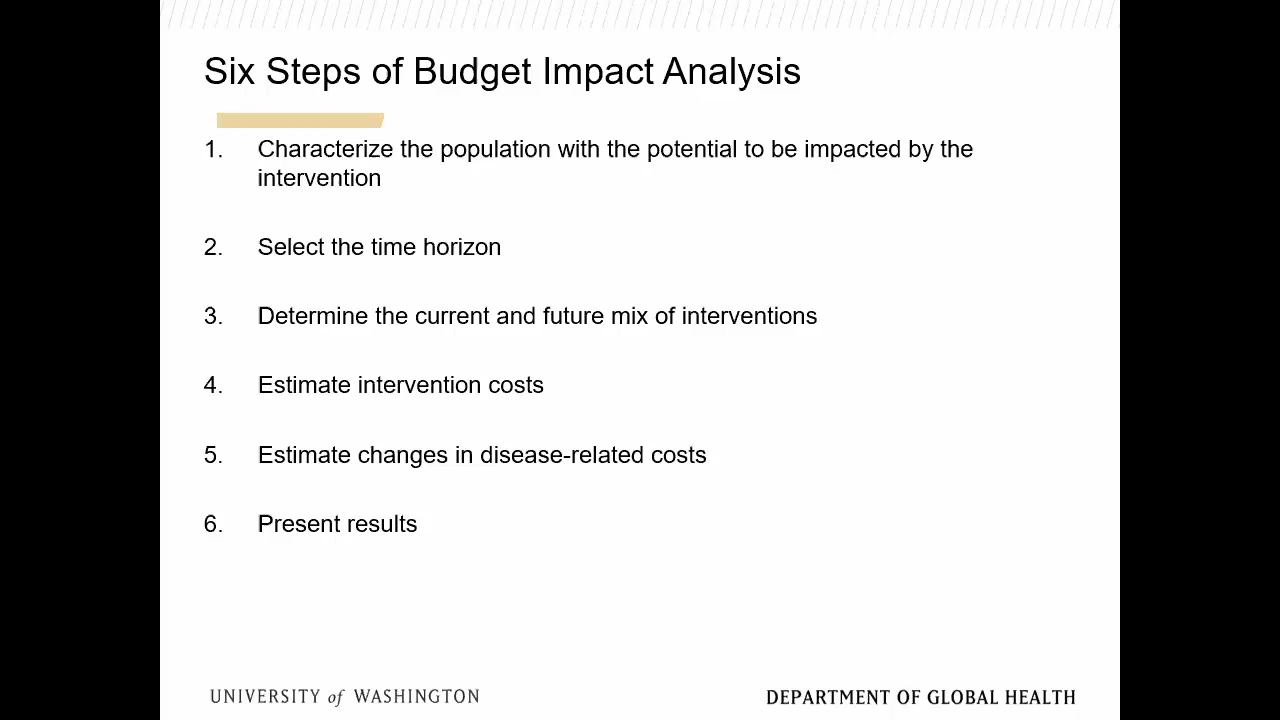 Six Steps of Budget Impact Analysis
1. Characterize the population with the potential to be impacted by the
intervention
2. Select the time horizon
3. Determine the current and future mix of interventions
4. Estimate intervention costs
5. Estimate changes in disease-related costs
6. Present results
UNIVERSITY of WASHINGTON
DEPARTMENT OF GLOBAL HEALTH